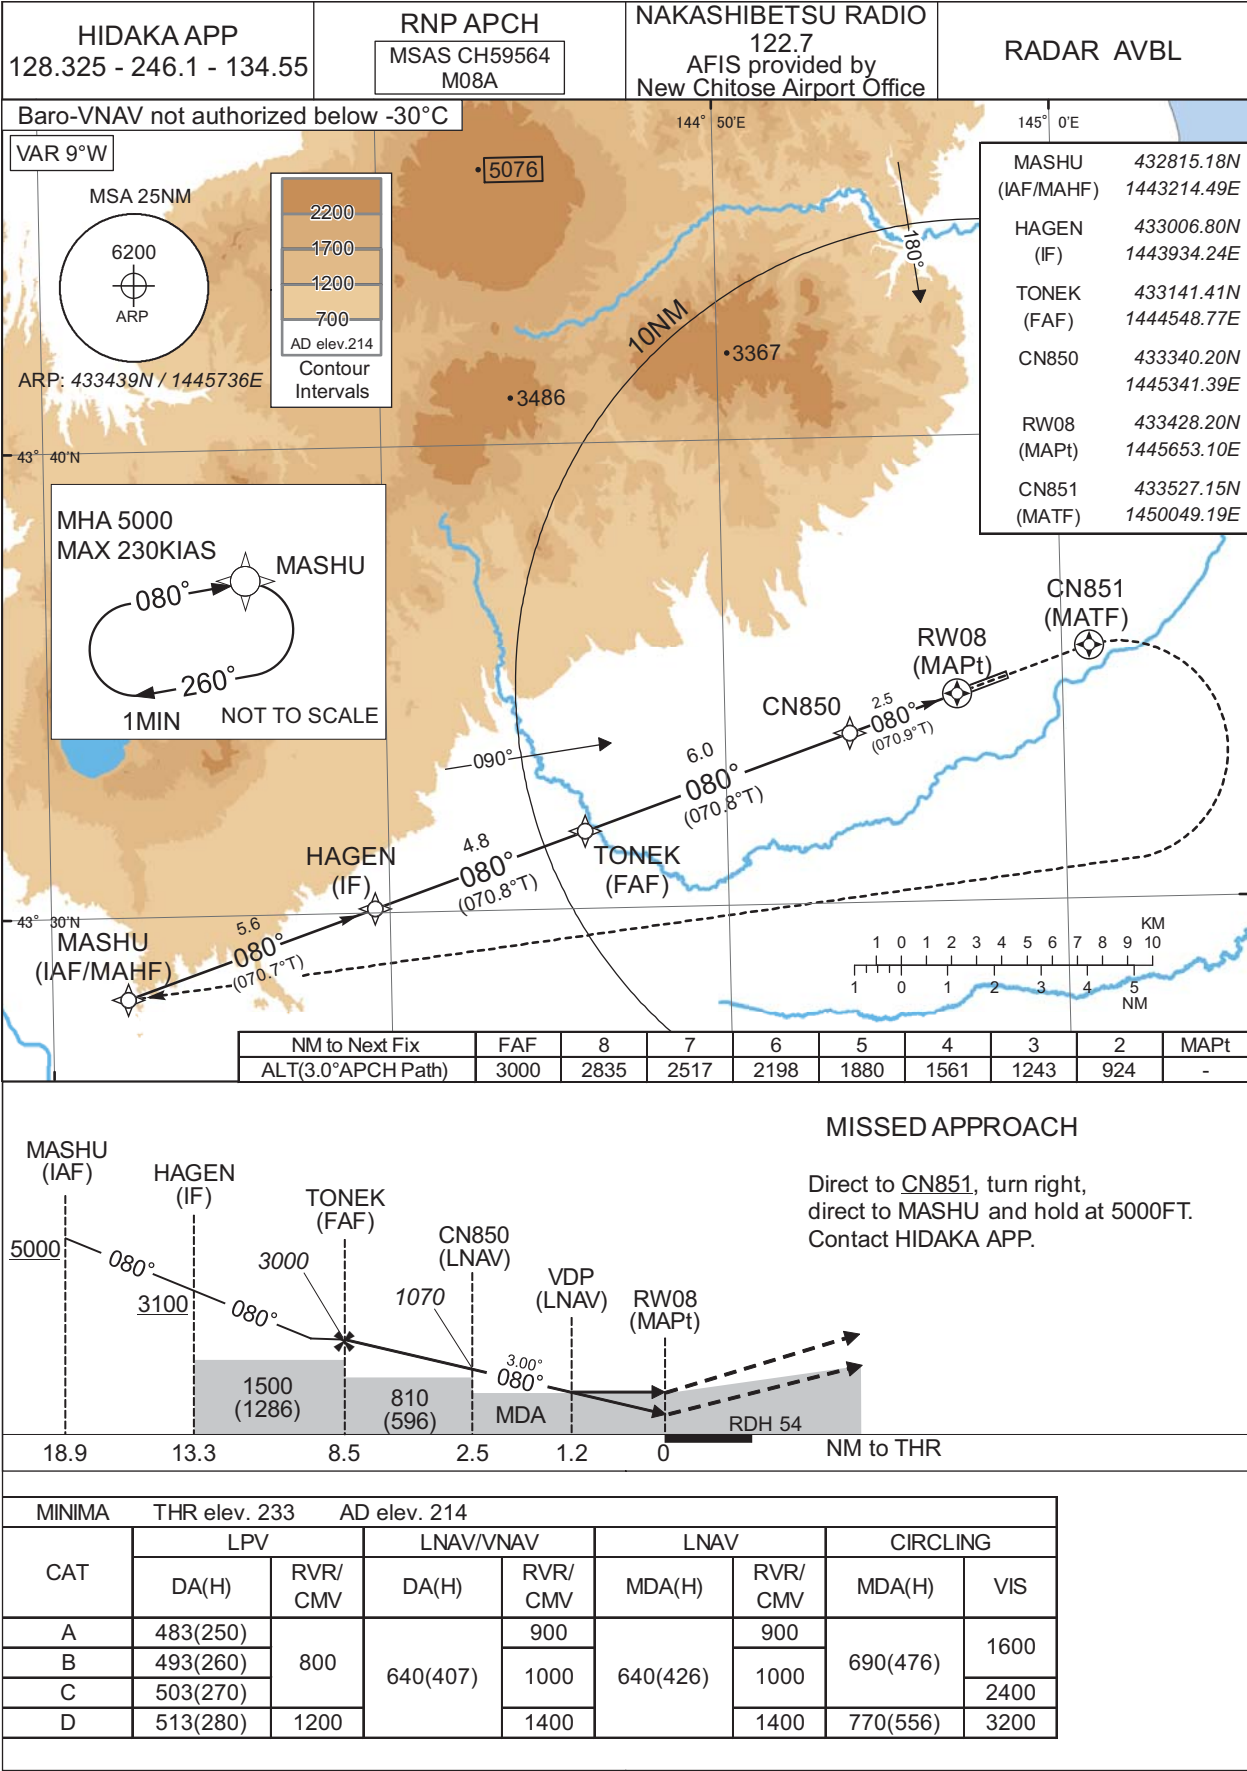 HIDAKA APP
128.325 - 246.1 - 134.55
RNP APCH
MSAS CH59564
M08A
NAKASHIBETSU RADIO
122.7
AFIS provided by
New Chitose Airport Office
RADAR AVBL
Baro-VNAV not authorized below -30°C
VAR 9°W
MSA 25NM
6200
ARP
ARP: 433439N / 1445736E
2200
1700
1200
700
AD elev.214
Contour
Intervals
5076
144° 50'E
145° 0'E
180°
10NM
3367
3486
43° 40'N
MASHU 432815.18N
(IAF/MAHF) 1443214.49E
HAGEN 433006.80N
(IF) 1443934.24E
TONEK 433141.41N
(FAF) 1444548.77E
CN850 433340.20N
1445341.39E
RW08 433428.20N
(MAPt) 1445653.10E
CN851 433527.15N
(MATF) 1450049.19E
MHA 5000
MAX 230KIAS
MASHU
080°
260°
1MIN
NOT TO SCALE
CN851
(MATF)
RW08
(MAPt)
CN850
2.5
080°
(070.9°T)
090°
6.0
080°
(070.8°T)
TONEK
(FAF)
4.8
080°
(070.8°T)
HAGEN
(IF)
43° 30'N
5.6
080°
(070.7°T)
MASHU
(IAF/MAHF)
KM
1 0 1 2 3 4 5 6 7 8 9 10
1 0 1 2 3 4 5
NM
NM to Next Fix FAF 8 7 6 5 4 3 2 MAPt
ALT(3.0°APCH Path) 3000 2835 2517 2198 1880 1561 1243 924 -
MISSED APPROACH
Direct to CN851, turn right,
direct to MASHU and hold at 5000FT.
Contact HIDAKA APP.
MASHU
(IAF)
HAGEN
(IF)
TONEK
(FAF)
CN850
(LNAV)
VDP
(LNAV)
RW08
(MAPt)
5000
080°
3100
080°
3000
1070
3.00°
080°
1500
(1286)
810
(596)
MDA
RDH 54
18.9 13.3 8.5 2.5 1.2 0 NM to THR
MINIMA THR elev. 233 AD elev. 214
CAT LPV LNAV/VNAV LNAV CIRCLING
DA(H) RVR/CMV DA(H) RVR/CMV MDA(H) RVR/CMV MDA(H) VIS
A 483(250) 800 640(407) 900 640(426) 900 690(476) 1600
B 493(260) 1000 1000
C 503(270) 2400
D 513(280) 1200 1400 1400 770(556) 3200